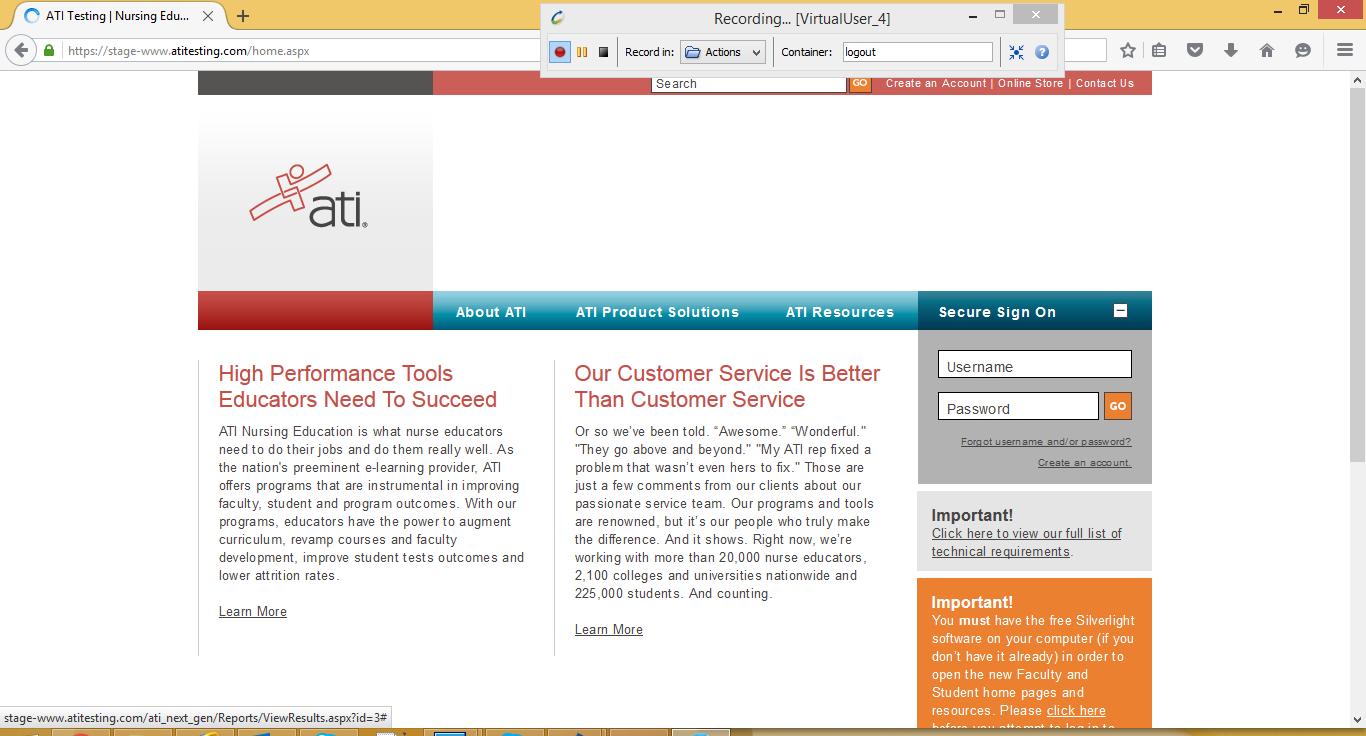 ATI Testing | Nursing Edu...
Recording... [VirtualUser_4]
https://stage-www.atitesting.com/home.aspx
Record in: Actions Container: logout
Search GO Create an Account | Online Store | Contact Us
ati®
About ATI ATI Product Solutions ATI Resources Secure Sign On
High Performance Tools
Educators Need To Succeed
ATI Nursing Education is what nurse educators
need to do their jobs and do them really well. As
the nation's preeminent e-learning provider, ATI
offers programs that are instrumental in improving
faculty, student and program outcomes. With our
programs, educators have the power to augment
curriculum, revamp courses and faculty
development, improve student tests outcomes and
lower attrition rates.
Learn More
Our Customer Service Is Better
Than Customer Service
Or so we’ve been told. “Awesome.” “Wonderful."
"They go above and beyond." "My ATI rep fixed a
problem that wasn’t even hers to fix." Those are
just a few comments from our clients about our
passionate service team. Our programs and tools
are renowned, but it’s our people who truly make
the difference. And it shows. Right now, we’re
working with more than 20,000 nurse educators,
2,100 colleges and universities nationwide and
225,000 students. And counting.
Learn More
Username
Password GO
Forgot username and/or password?
Create an account.
Important!
Click here to view our full list of
technical requirements.
Important!
You must have the free Silverlight
software on your computer (if you
don’t have it already) in order to
open the new Faculty and
Student home pages and
resources. Please click here
before you attempt to log in to
stage-www.atitesting.com/ati_next_gen/Reports/ViewResults.aspx?id=3#